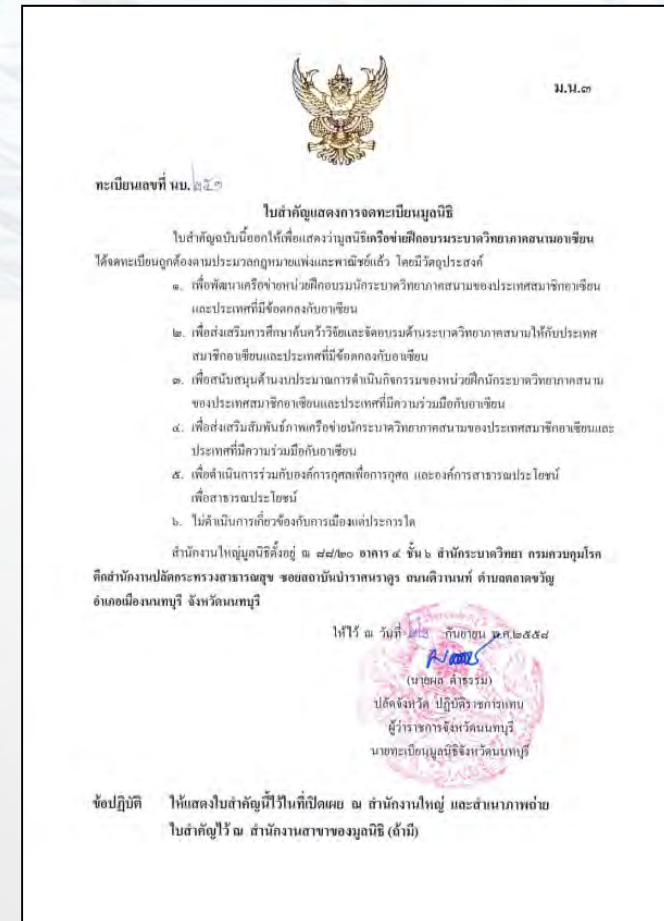 ม.น.๓
ทะเบียนเลขที่ นบ. ๒๕๑
ใบสำคัญแสดงการจดทะเบียนมูลนิธิ
ใบสำคัญฉบับนี้ออกให้เพื่อแสดงว่ามูลนิธิเครือข่ายฝึกอบรมระบาดวิทยาภาคสนามอาเซียน
ได้จดทะเบียนถูกต้องตามประมวลกฎหมายแพ่งและพาณิชย์แล้ว โดยมีวัตถุประสงค์
๑. เพื่อพัฒนาเครือข่ายหน่วยฝึกอบรมนักระบาดวิทยาภาคสนามของประเทศสมาชิกอาเซียน
และประเทศที่มีข้อตกลงกับอาเซียน
๒. เพื่อส่งเสริมการศึกษาค้นคว้าวิจัยและจัดอบรมด้านระบาดวิทยาภาคสนามให้กับประเทศ
สมาชิกอาเซียนและประเทศที่มีข้อตกลงกับอาเซียน
๓. เพื่อสนับสนุนด้านงบประมาณการดำเนินกิจกรรมของหน่วยฝึกนักระบาดวิทยาภาคสนาม
ของประเทศสมาชิกอาเซียนและประเทศที่มีความร่วมมือกับอาเซียน
๔. เพื่อส่งเสริมสัมพันธ์ภาพเครือข่ายนักระบาดวิทยาภาคสนามของประเทศสมาชิกอาเซียนและ
ประเทศที่มีความร่วมมือกับอาเซียน
๕. เพื่อดำเนินการร่วมกับองค์การกุศลเพื่อการกุศล และองค์การสาธารณประโยชน์
เพื่อสาธารณประโยชน์
๖. ไม่ดำเนินการเกี่ยวข้องกับการเมืองแต่ประการใด
สำนักงานใหญ่มูลนิธิตั้งอยู่ ณ ๘๘/๒๐ อาคาร ๔ ชั้น ๖ สำนักระบาดวิทยา กรมควบคุมโรค
ตึกสำนักงานปลัดกระทรวงสาธารณสุข ซอยสถาบันบำราศนราดูร ถนนติวานนท์ ตำบลตลาดขวัญ
อำเภอเมืองนนทบุรี จังหวัดนนทบุรี
ให้ไว้ ณ วันที่ กันยายน พ.ศ.๒๕๕๘
(นายผล ดำธรรม)
ปลัดจังหวัด ปฏิบัติราชการแทน
ผู้ว่าราชการจังหวัดนนทบุรี
นายทะเบียนมูลนิธิจังหวัดนนทบุรี
ข้อปฏิบัติ ให้แสดงใบสำคัญนี้ไว้ในที่เปิดเผย ณ สำนักงานใหญ่ และสำเนาภาพถ่าย
ใบสำคัญไว้ ณ สำนักงานสาขาของมูลนิธิ (ถ้ามี)